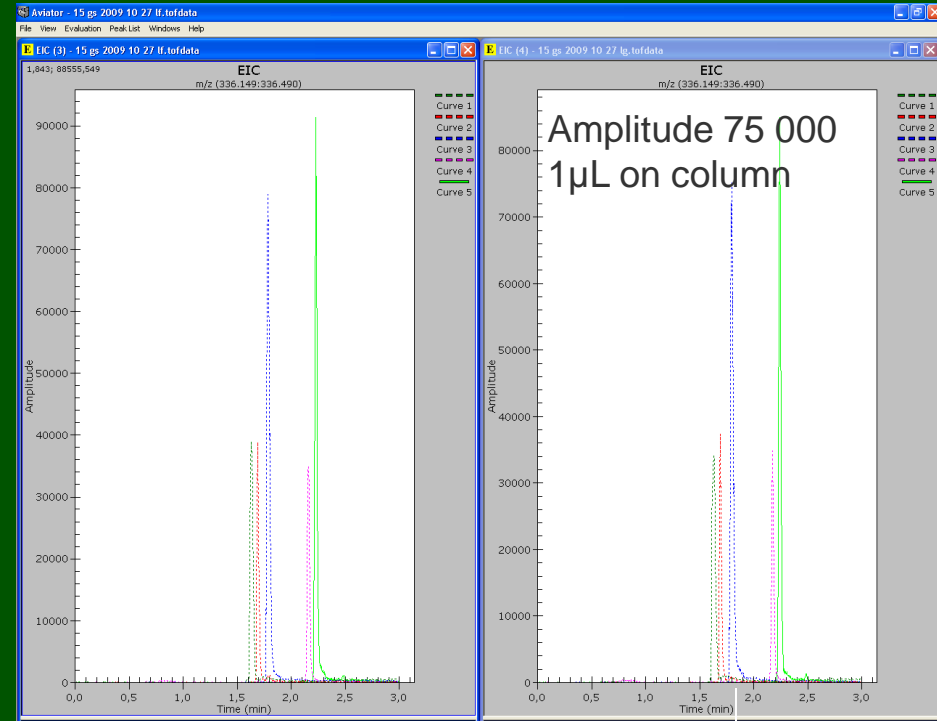 Aviator - 15 gs 2009 10 27 lf.tofdata
File View Evaluation Peak List Windows Help
E EIC (3) - 15 gs 2009 10 27 lf.tofdata
1,843; 88555,549
EIC
m/z (336.149:336.490)
Curve 1
Curve 2
Curve 3
Curve 4
Curve 5
Amplitude
90000
80000
70000
60000
50000
40000
30000
20000
10000
0
0,0 0,5 1,0 1,5 2,0 2,5 3,0
Time (min)
E EIC (4) - 15 gs 2009 10 27 lg.tofdata
EIC
m/z (336.149:336.490)
Amplitude 75 000
1µL on column
Curve 1
Curve 2
Curve 3
Curve 4
Curve 5
Amplitude
80000
70000
60000
50000
40000
30000
20000
10000
0
0,0 0,5 1,0 1,5 2,0 2,5 3,0
Time (min)